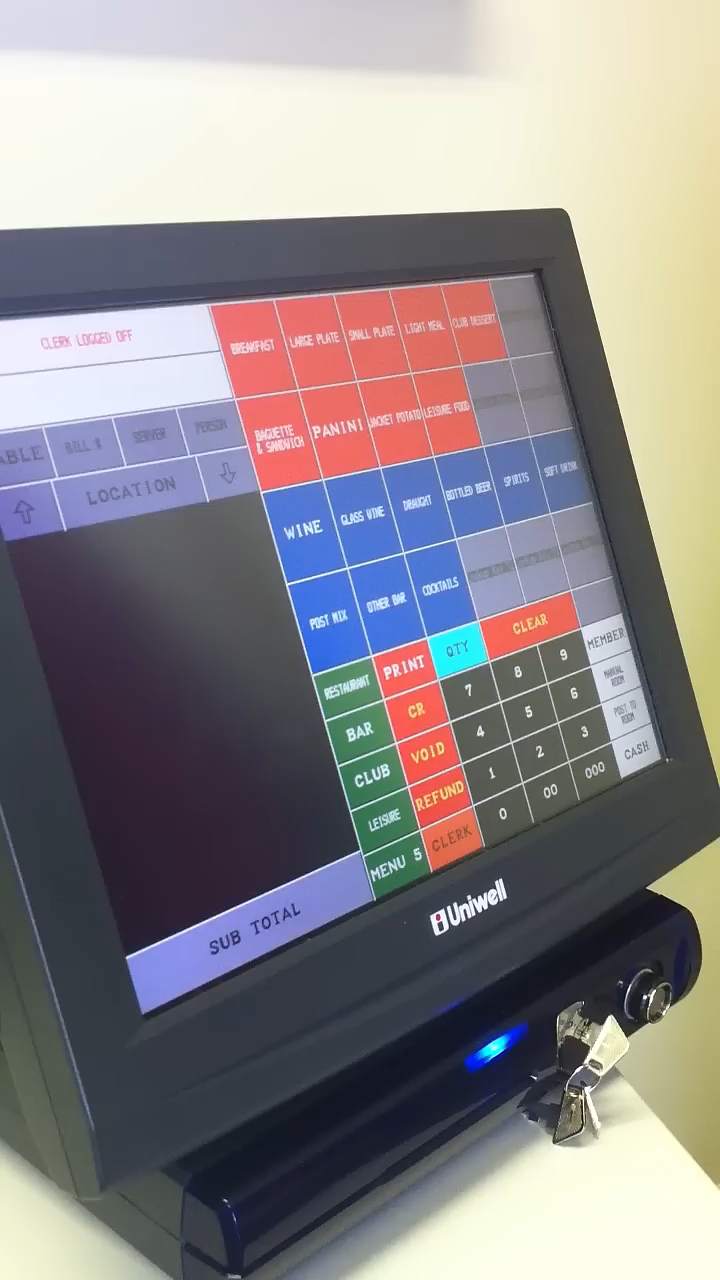 CLERK LOGGED OFF
BREAKFAST
LARGE PLATE
SMALL PLATE
LIGHT MEAL
CLUB DESSERT
BAGUETTE
& SANDWICH
PANINI
JACKET POTATO
LEISURE FOOD
ABLE
BILL #
SERVER
PERSON
LOCATION
WINE
GLASS WINE
DRAUGHT
BOTTLED BEER
SPIRITS
SOFT DRINK
POST MIX
OTHER BAR
COCKTAILS
RESTAURANT
PRINT
QTY
CLEAR
MEMBER
BAR
CR
7
8
9
MANUAL
ROOM
CLUB
VOID
4
5
6
POST TO
ROOM
LEISURE
REFUND
1
2
3
CASH
MENU 5
CLERK
0
00
000
SUB TOTAL
Uniwell